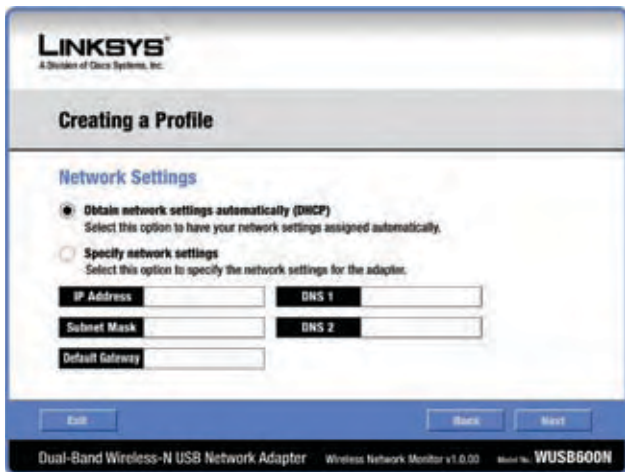 LINKSYS®
A Division of Cisco Systems, Inc.
Creating a Profile
Network Settings
Obtain network settings automatically (DHCP)
Select this option to have your network settings assigned automatically.
Specify network settings
Select this option to specify the network settings for the adapter.
IP Address
DNS 1
Subnet Mask
DNS 2
Default Gateway
Exit
Back
Next
Dual-Band Wireless-N USB Network Adapter Wireless Network Monitor v1.0.00 Model No. WUSB600N